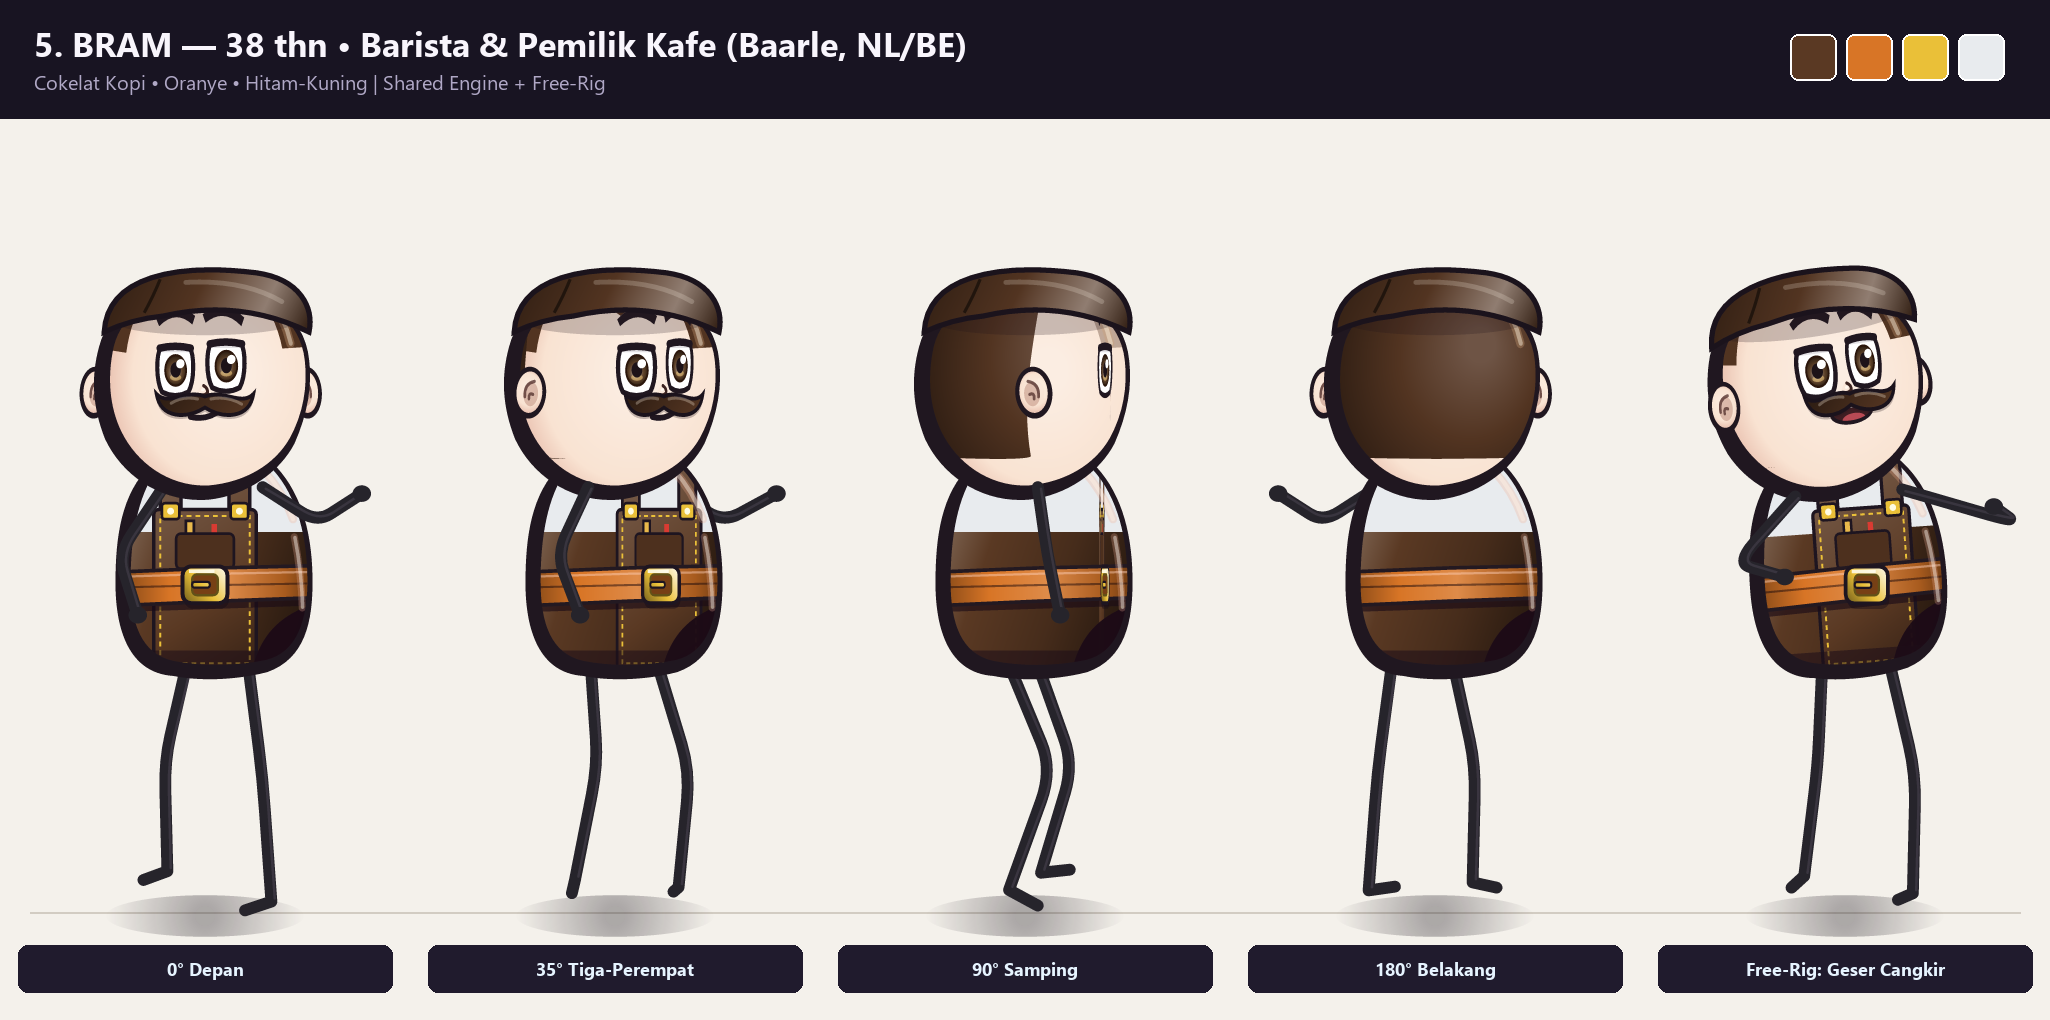 5. BRAM — 38 thn • Barista & Pemilik Kafe (Baarle, NL/BE)
Cokelat Kopi • Oranye • Hitam-Kuning | Shared Engine + Free-Rig
0° Depan
35° Tiga-Perempat
90° Samping
180° Belakang
Free-Rig: Geser Cangkir